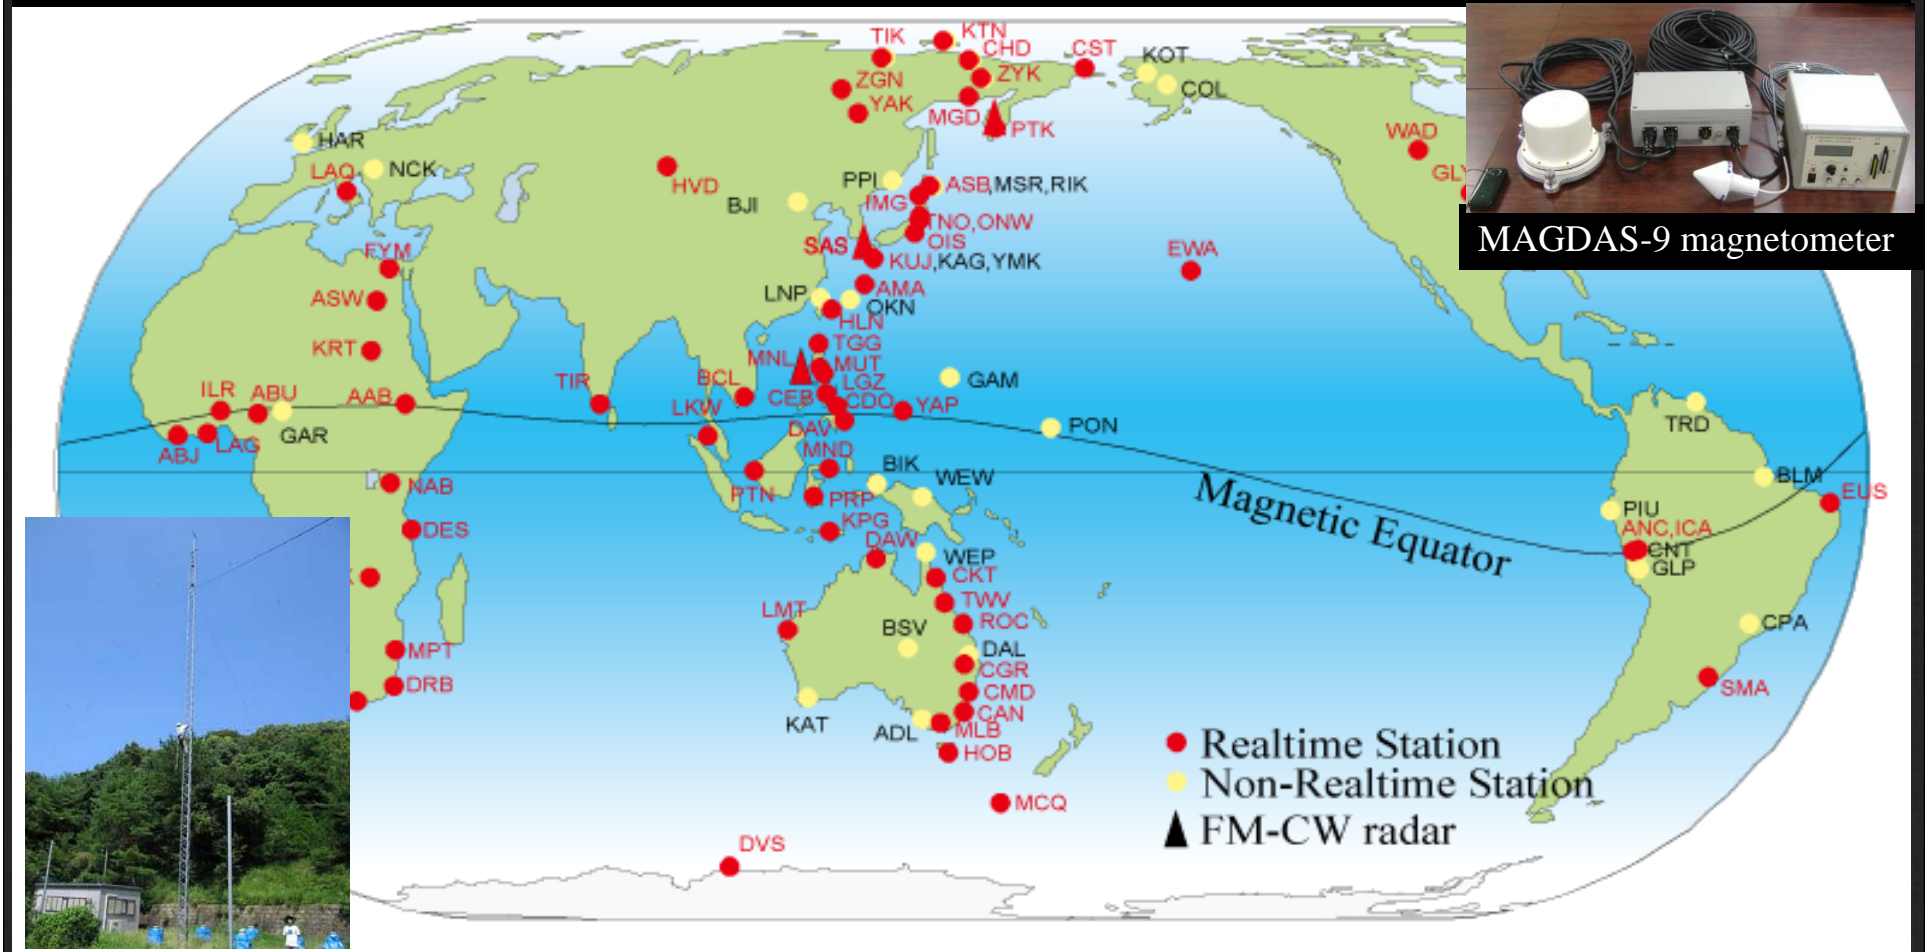 KTN
TIK
CHD
CST
KOT
ZGN
ZYK
COL
YAK
MGD
PTK
WAD
HAR
LAQ
NCK
HVD
PPI
ASB,MSR,RIK
GLY
BJI
IMG
TNO,ONW
SAS
OIS
FYM
EWA
MAGDAS-9 magnetometer
KUJ,KAG,YMK
ASW
LNP
AMA
OKN
HLN
KRT
TGG
MNL
MUT
TIR
BCL
LGZ
GAM
ILR
ABU
AAB
CEB
CDO
YAP
LKW
GAR
DAV
PON
TRD
ABJ
LAG
MND
BIK
WEW
BLM
NAB
PTN
PRP
EUS
Magnetic Equator
PIU
DES
KPG
ANC,ICA
DAW
WEP
CNT
GLP
CKT
LMT
TWV
ROC
BSV
CPA
MPT
DAL
CGR
DRB
CMD
SMA
KAT
CAN
ADL
MLB
HOB
Realtime Station
Non-Realtime Station
MCQ
FM-CW radar
DVS